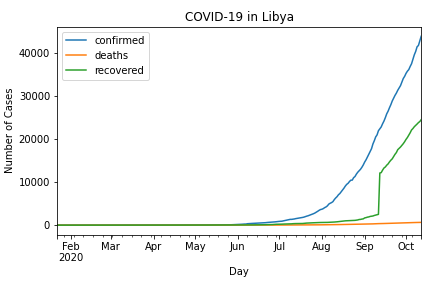 COVID-19 in Libya
confirmed
deaths
recovered
Number of Cases
40000
30000
20000
10000
0
Feb Mar Apr May Jun Jul Aug Sep Oct
2020
Day